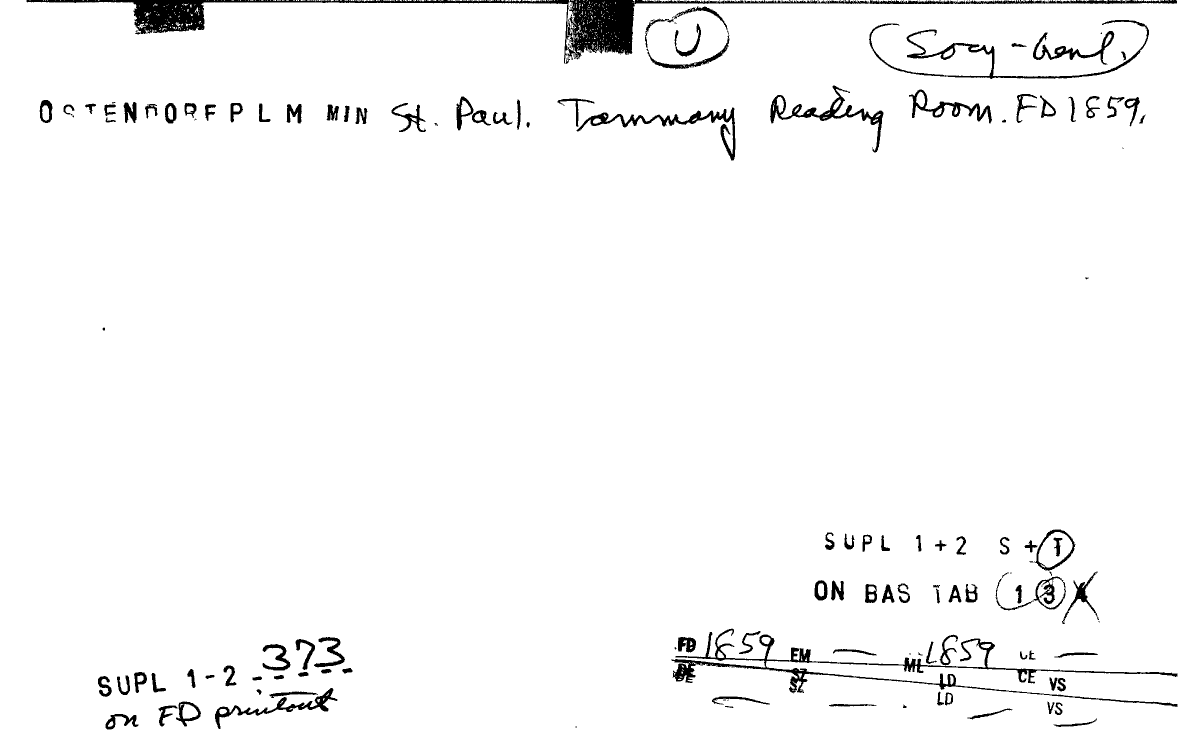 U
Socy - Genl.
OSTENDORF P L M MIN St. Paul. Tammany Reading Room. FD 1859.
SUPL 1 + 2 S + T
ON BAS TAB 1 3
FD 1859 EM — ML 1859 CE —
DE SZ LD CE VS
DE SZ LD VS
SUPL 1 - 2 373
on FD printout